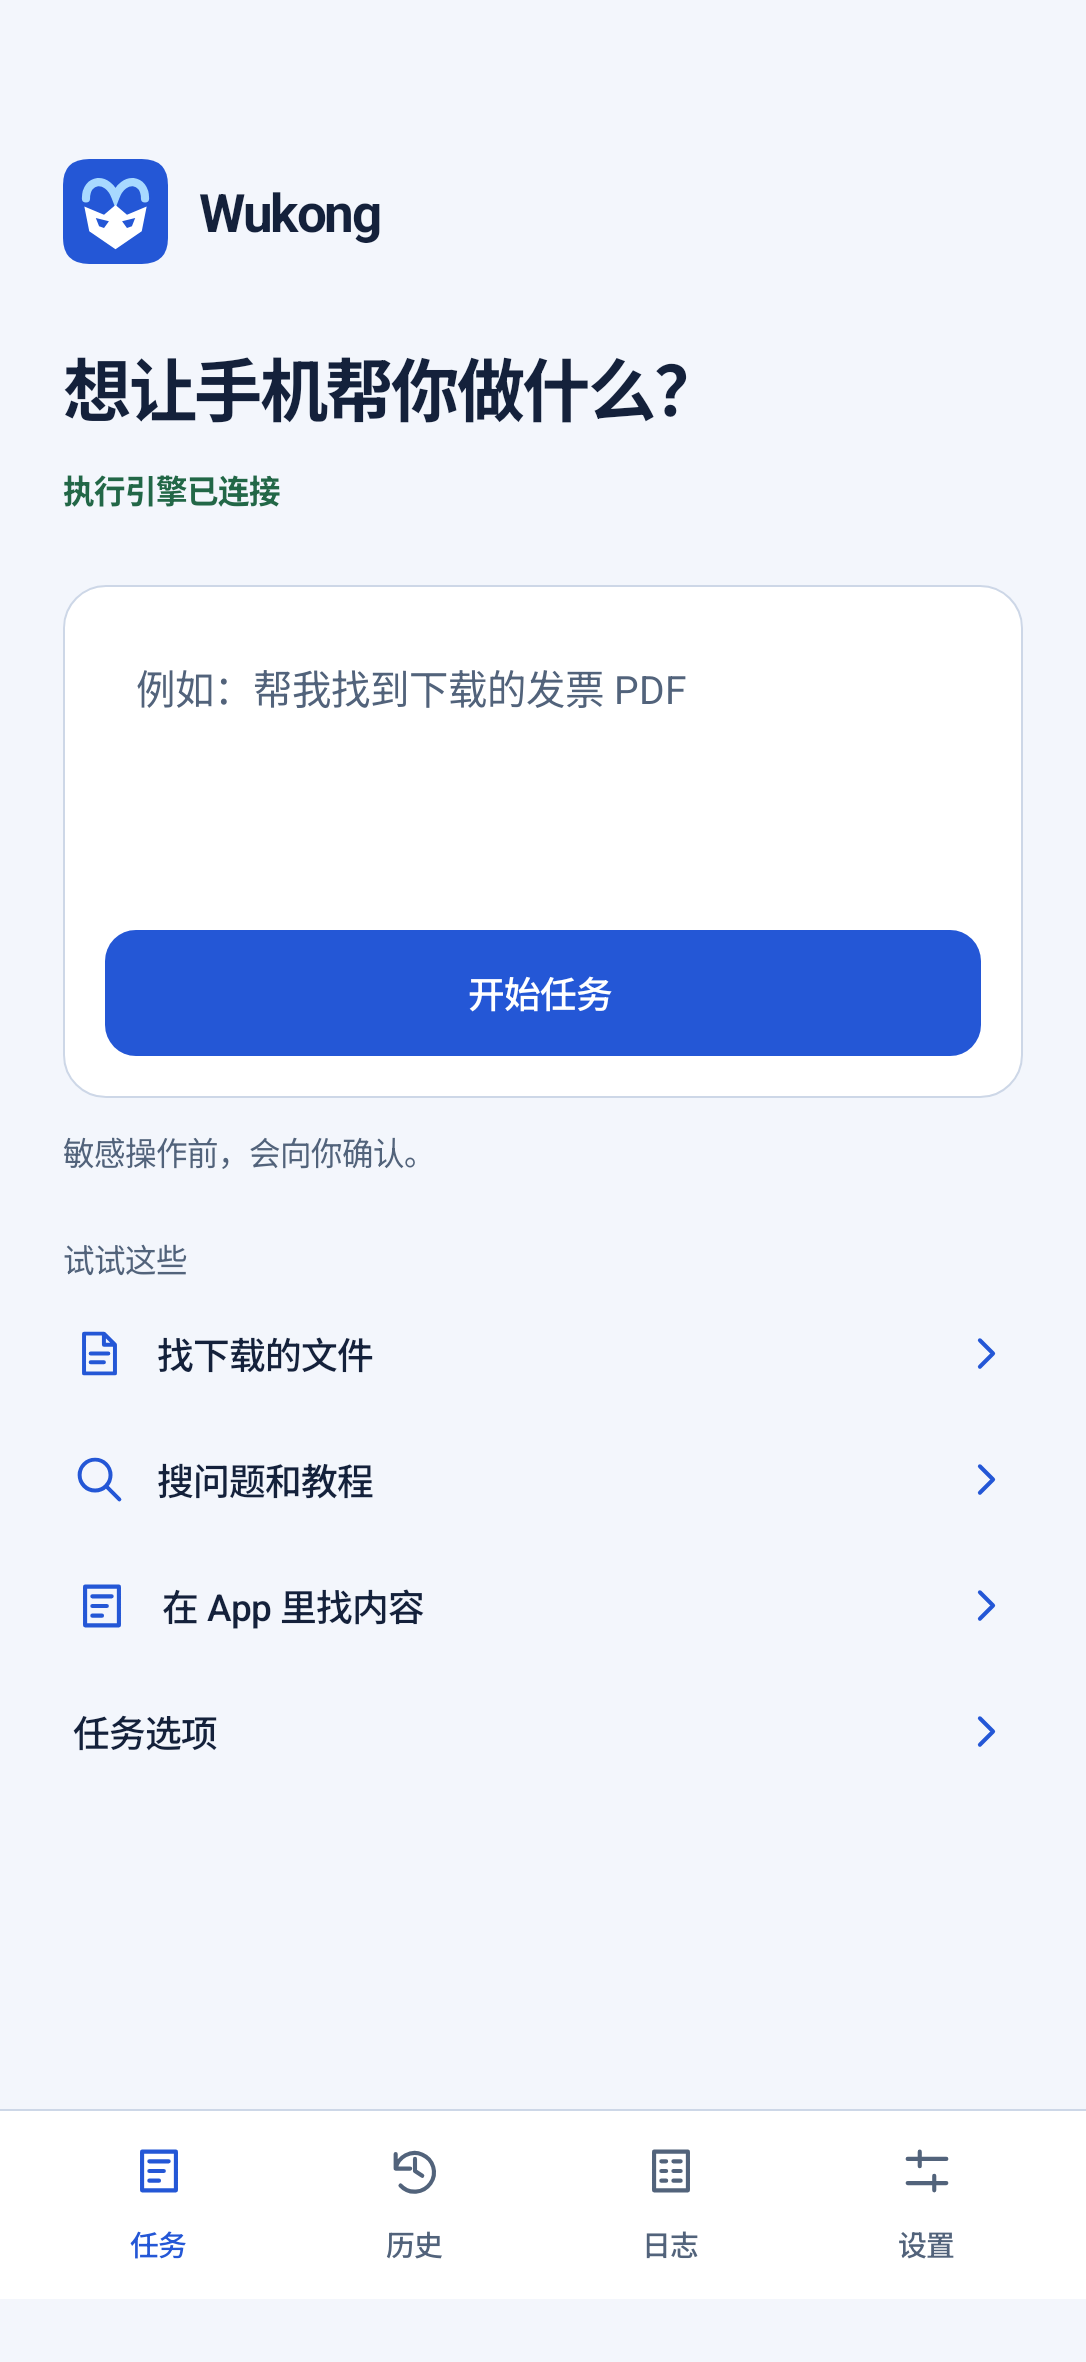 Wukong
想让手机帮你做什么？
执行引擎已连接
例如：帮我找到下载的发票 PDF
开始任务
敏感操作前，会向你确认。
试试这些
找下载的文件
搜问题和教程
在 App 里找内容
任务选项
任务
历史
日志
设置